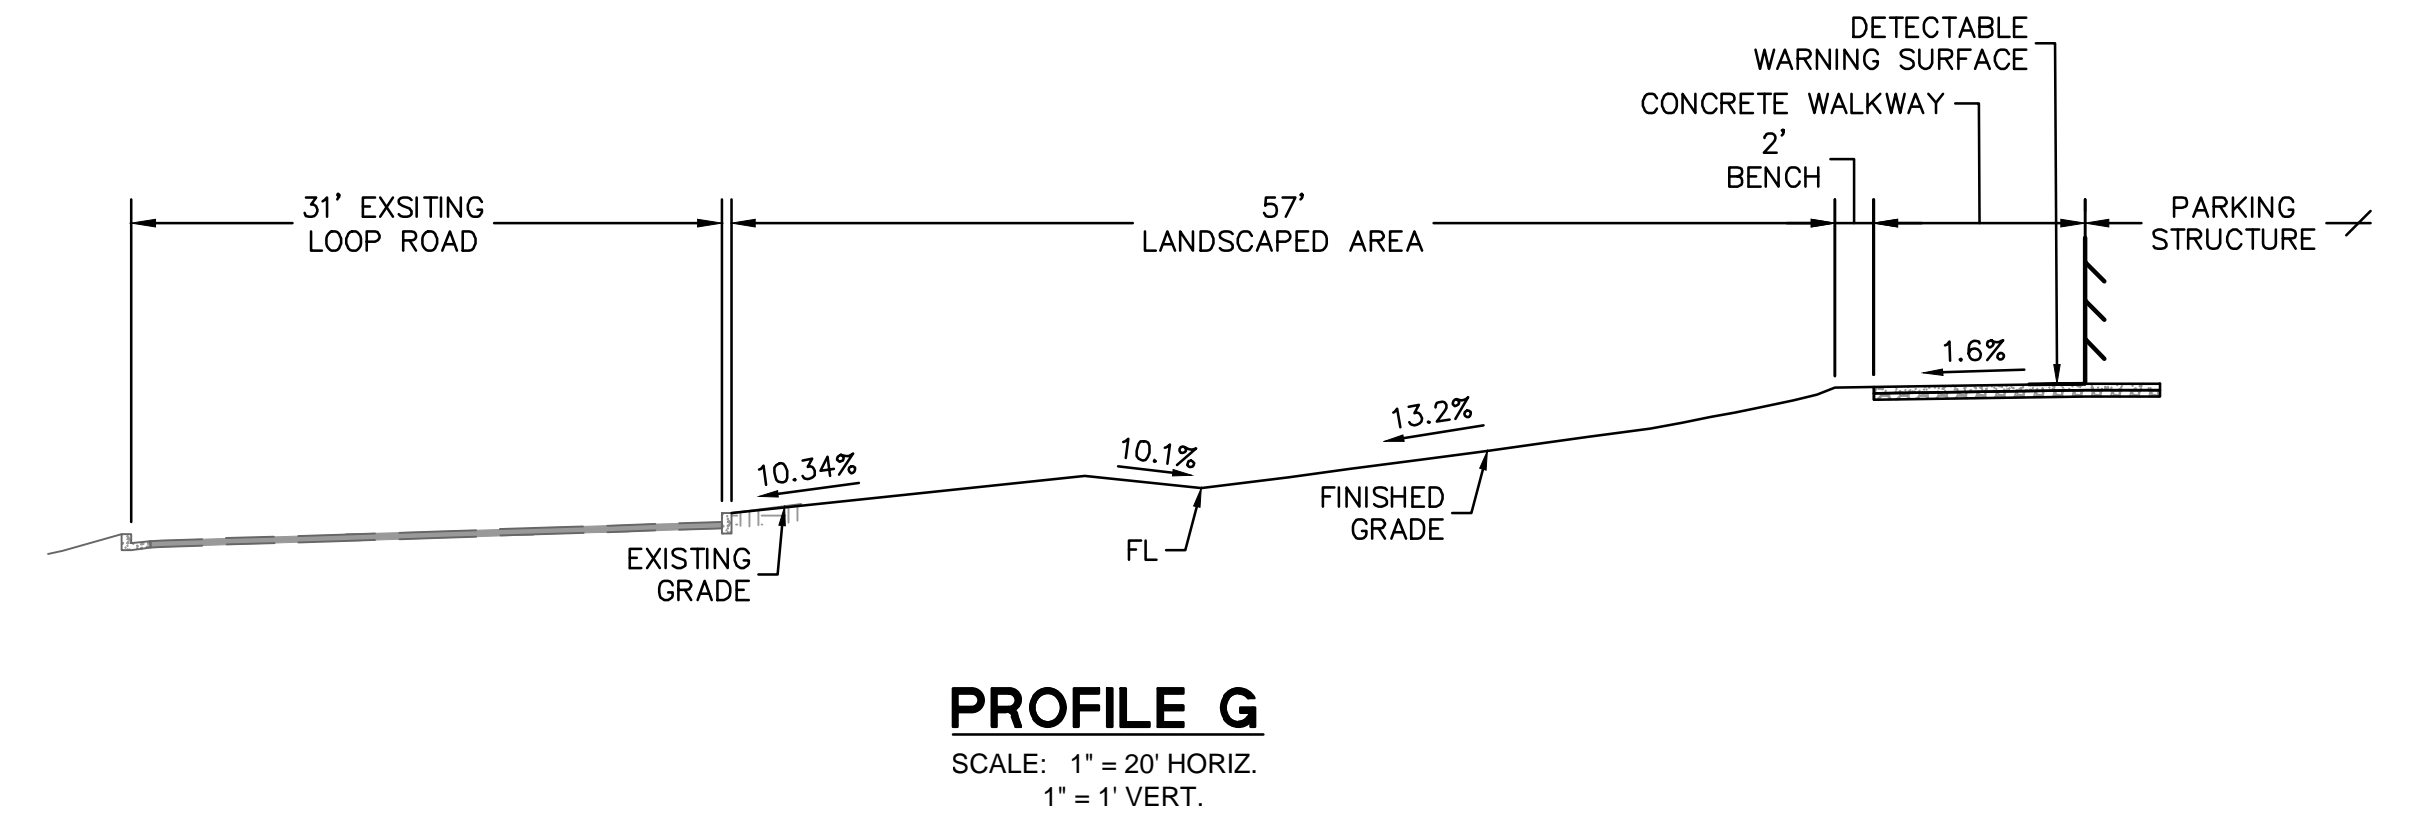 DETECTABLE
WARNING SURFACE
CONCRETE WALKWAY
2'
BENCH
31' EXSITING
LOOP ROAD
57'
LANDSCAPED AREA
PARKING
STRUCTURE
1.6%
13.2%
10.1%
10.34%
FINISHED
GRADE
FL
EXISTING
GRADE
PROFILE G
SCALE: 1" = 20' HORIZ.
1" = 1' VERT.